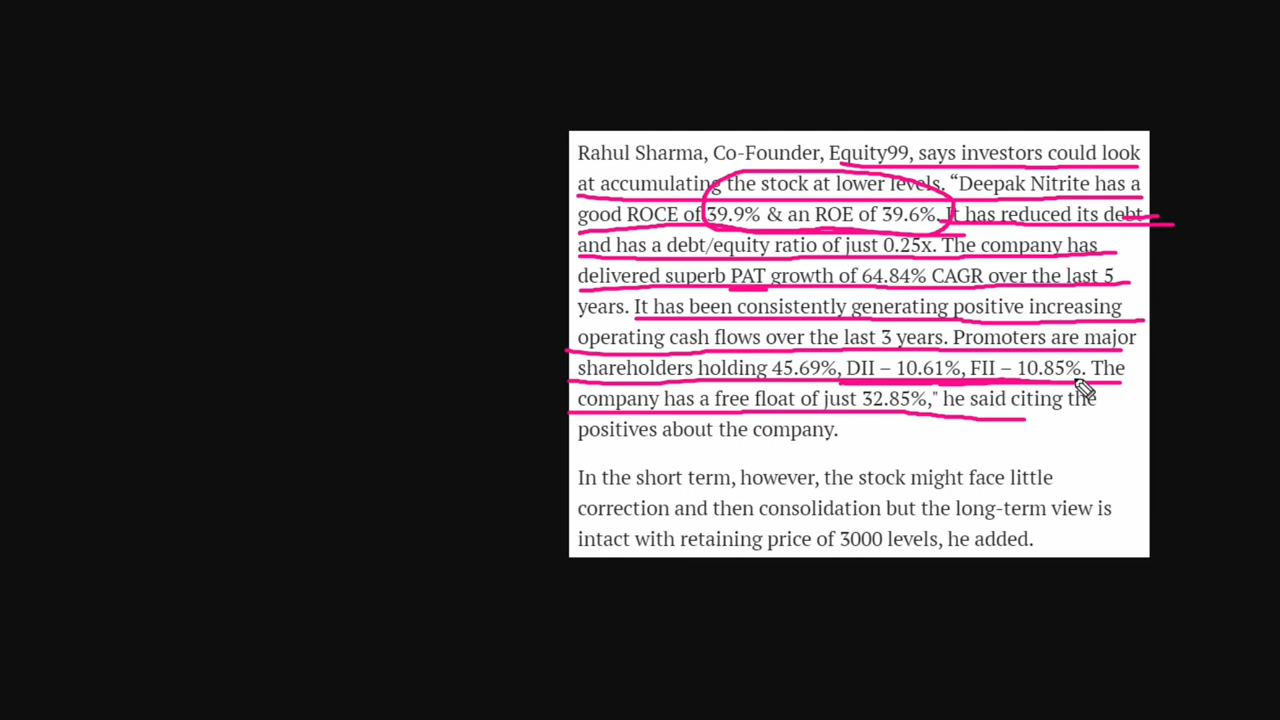 Rahul Sharma, Co-Founder, Equity99, says investors could look
at accumulating the stock at lower levels. “Deepak Nitrite has a
good ROCE of 39.9% & an ROE of 39.6%. It has reduced its debt
and has a debt/equity ratio of just 0.25x. The company has
delivered superb PAT growth of 64.84% CAGR over the last 5
years. It has been consistently generating positive increasing
operating cash flows over the last 3 years. Promoters are major
shareholders holding 45.69%, DII – 10.61%, FII – 10.85%. The
company has a free float of just 32.85%," he said citing the
positives about the company.
In the short term, however, the stock might face little
correction and then consolidation but the long-term view is
intact with retaining price of 3000 levels, he added.